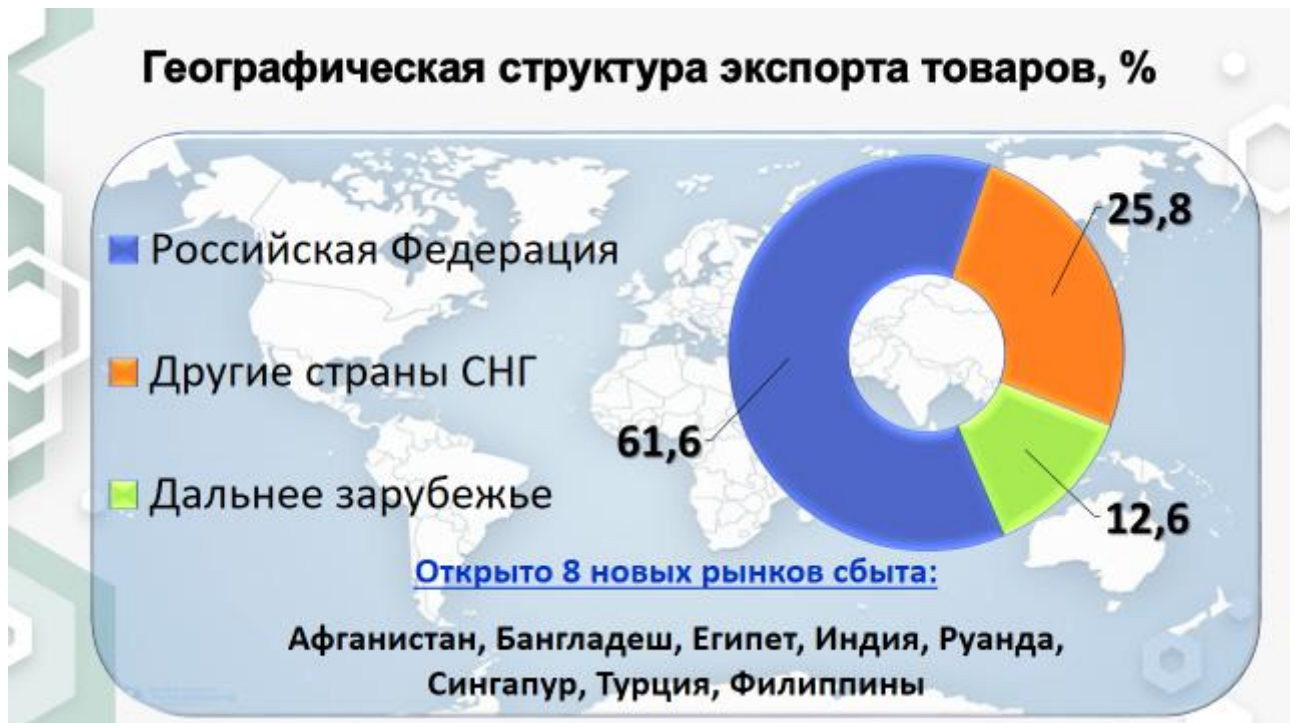 Географическая структура экспорта товаров, %
Российская Федерация
Другие страны СНГ
Дальнее зарубежье
25,8
61,6
12,6
Открыто 8 новых рынков сбыта:
Афганистан, Бангладеш, Египет, Индия, Руанда,
Сингапур, Турция, Филиппины